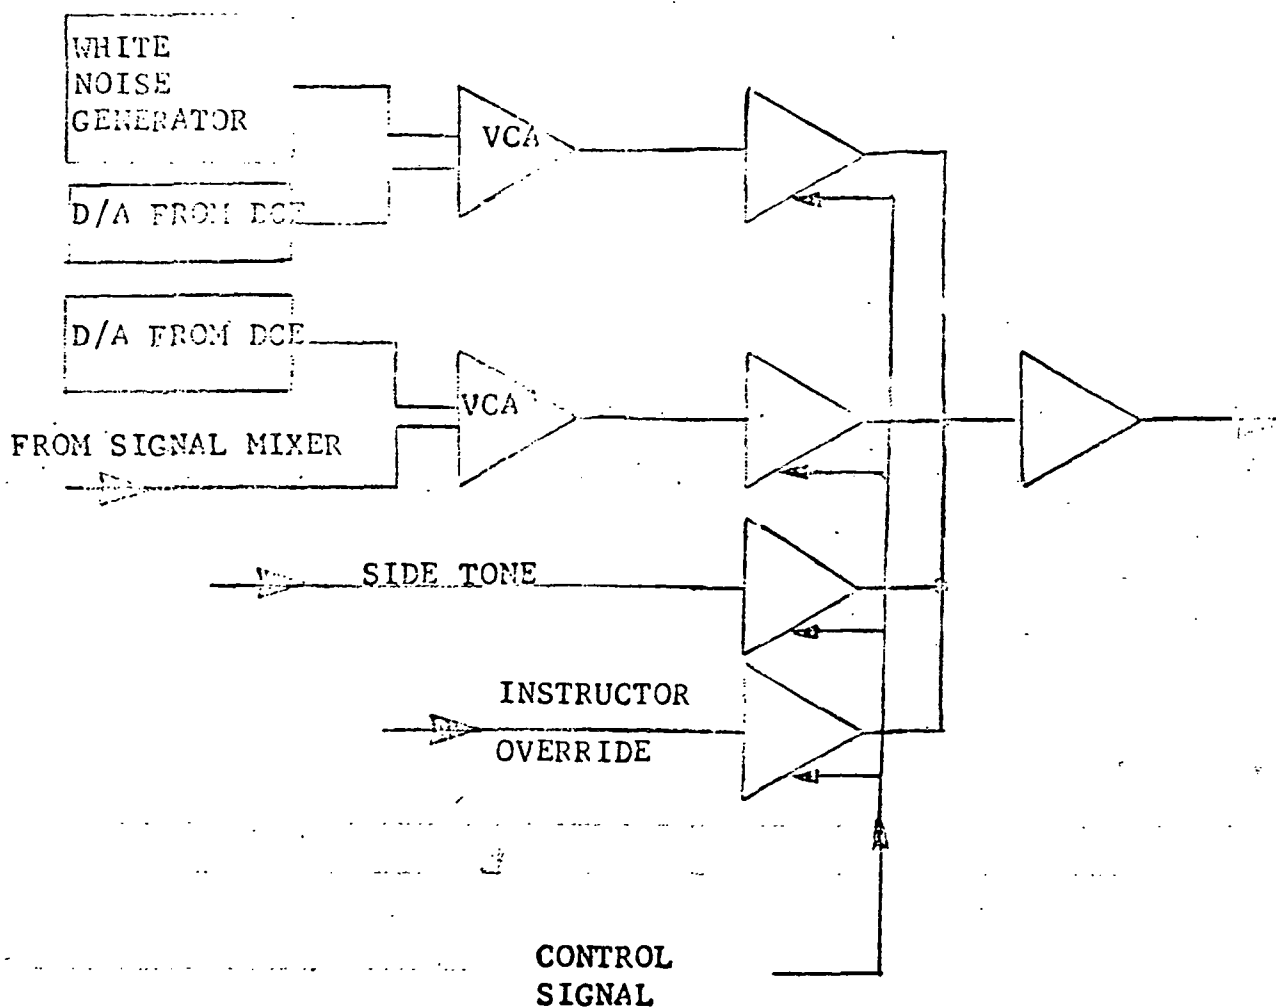 WHITE
NOISE
GENERATOR
VCA
D/A FROM DCE
D/A FROM DCE
VCA
FROM SIGNAL MIXER
SIDE TONE
INSTRUCTOR
OVERRIDE
CONTROL
SIGNAL